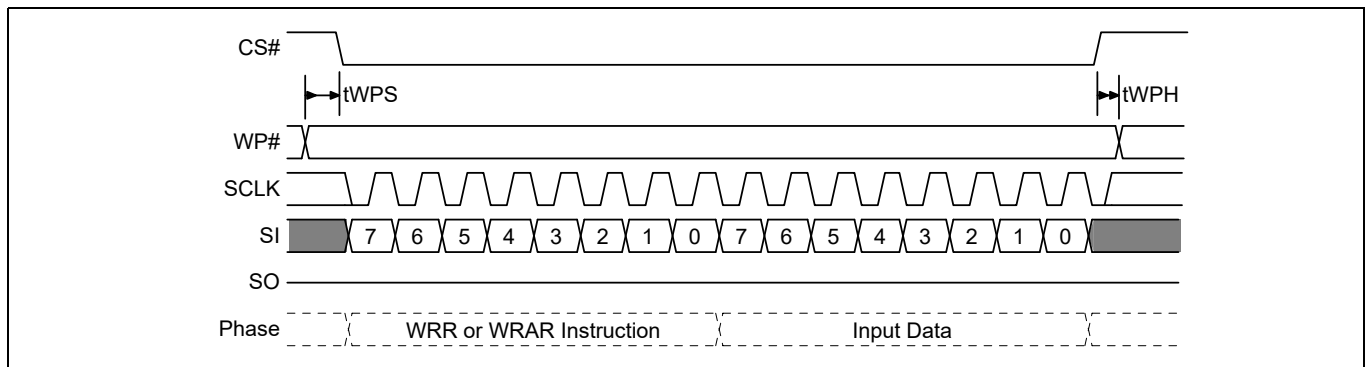 CS#
tWPS tWPH
WP#
SCLK
SI 7 6 5 4 3 2 1 0 7 6 5 4 3 2 1 0
SO
Phase WRR or WRAR Instruction Input Data